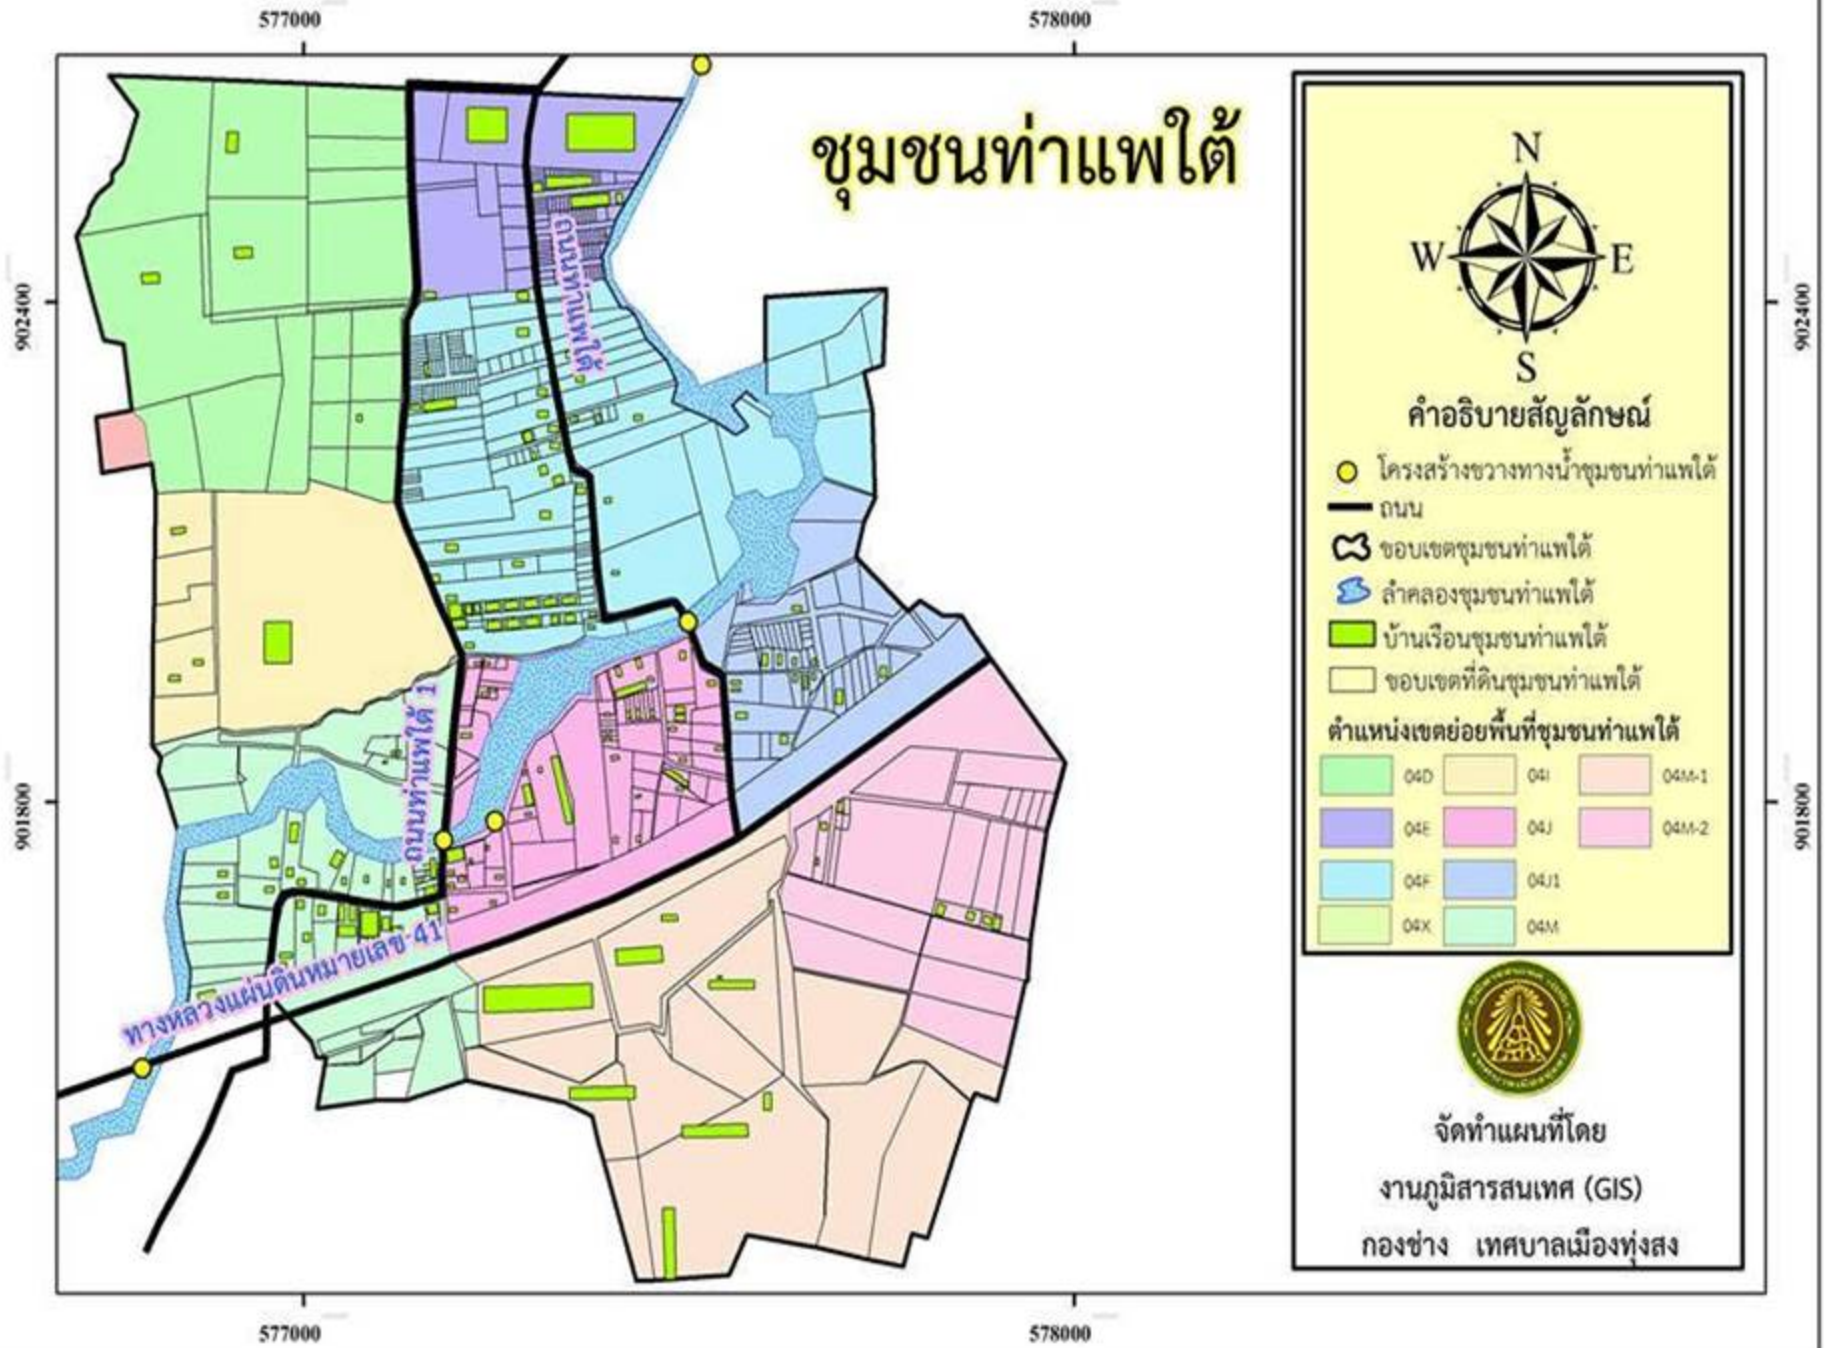 577000
578000
ชุมชนท่าแพใต้
902400
902400
901800
901800
577000
578000
ถนนท่าแพใต้
ถนนท่าแพใต้ 1
ทางหลวงแผ่นดินหมายเลข 41
N
W
E
S
คำอธิบายสัญลักษณ์
โครงสร้างขวางทางน้ำชุมชนท่าแพใต้
ถนน
ขอบเขตชุมชนท่าแพใต้
ลำคลองชุมชนท่าแพใต้
บ้านเรือนชุมชนท่าแพใต้
ขอบเขตที่ดินชุมชนท่าแพใต้
ตำแหน่งเขตย่อยพื้นที่ชุมชนท่าแพใต้
04D 04I 04M-1
04E 04J 04M-2
04F 04J1
04X 04M
จัดทำแผนที่โดย
งานภูมิสารสนเทศ (GIS)
กองช่าง เทศบาลเมืองทุ่งสง